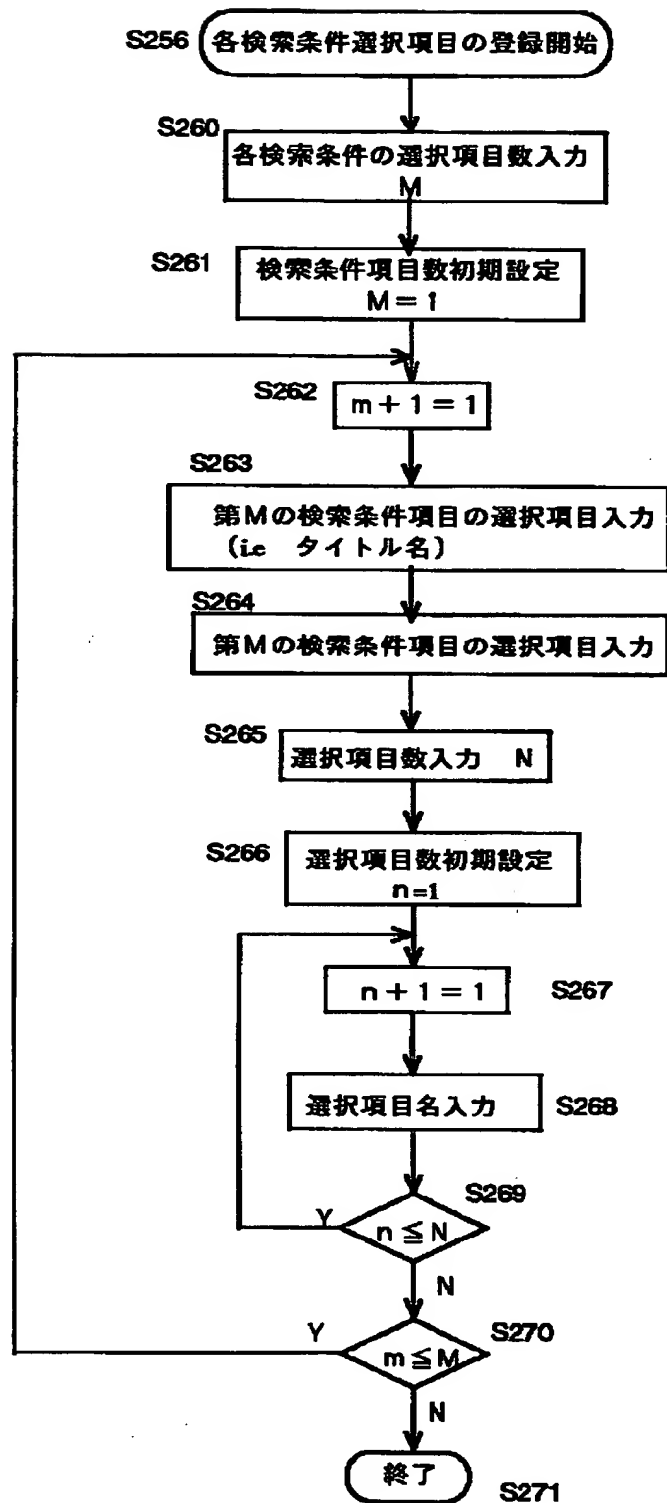 S256 各検索条件選択項目の登録開始
S260
各検索条件の選択項目数入力
M
S261
検索条件項目数初期設定
M=1
S262
m+1=1
S263
第Mの検索条件項目の選択項目入力
(i.e タイトル名)
S264
第Mの検索条件項目の選択項目入力
S265
選択項目数入力 N
S266
選択項目数初期設定
n=1
n+1=1
S267
選択項目名入力
S268
S269
Y
n≦N
N
Y
S270
m≦M
N
終了
S271